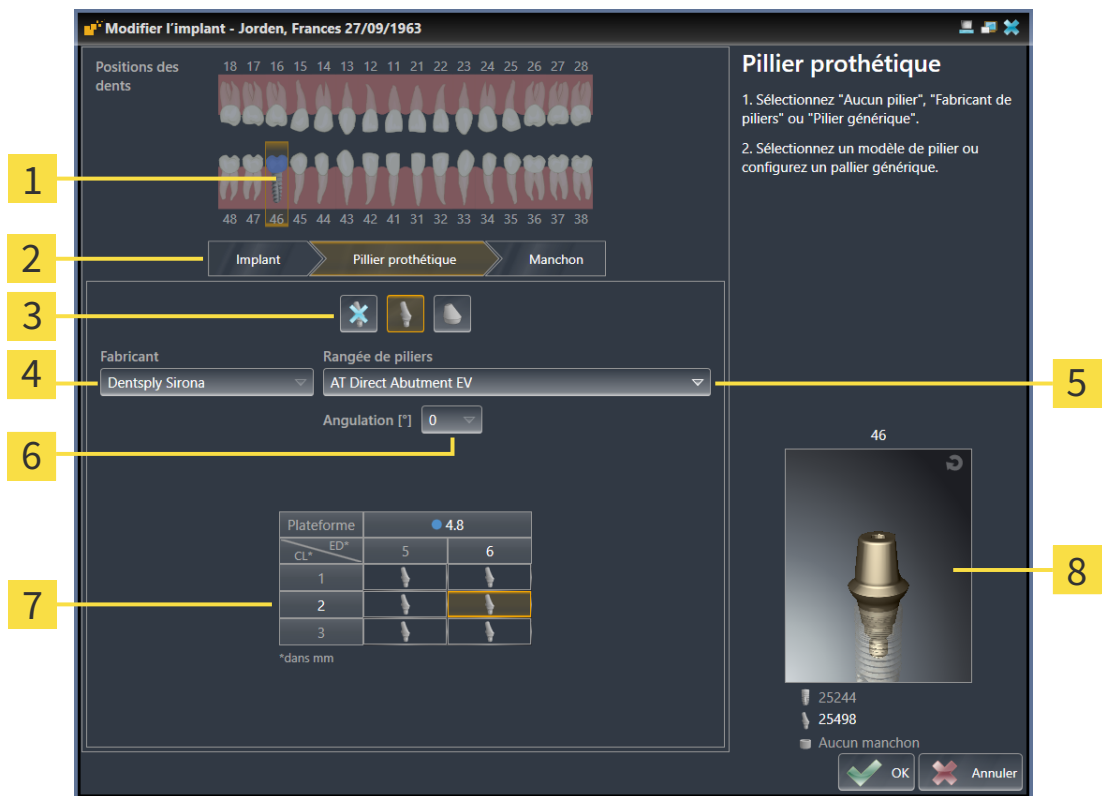 Modifier l'implant - Jorden, Frances 27/09/1963
Positions des
dents
18 17 16 15 14 13 12 11 21 22 23 24 25 26 27 28
48 47 46 45 44 43 42 41 31 32 33 34 35 36 37 38
Implant
Pillier prothétique
Manchon
Fabricant
Rangée de piliers
Dentsply Sirona
AT Direct Abutment EV
Angulation [°]
0
Plateforme
4.8
CL*
ED*
5
6
1
2
3
*dans mm
Pillier prothétique
1. Sélectionnez "Aucun pilier", "Fabricant de
piliers" ou "Pilier générique".
2. Sélectionnez un modèle de pilier ou
configurez un pallier générique.
46
25244
25498
Aucun manchon
OK
Annuler
1
2
3
4
5
6
7
8